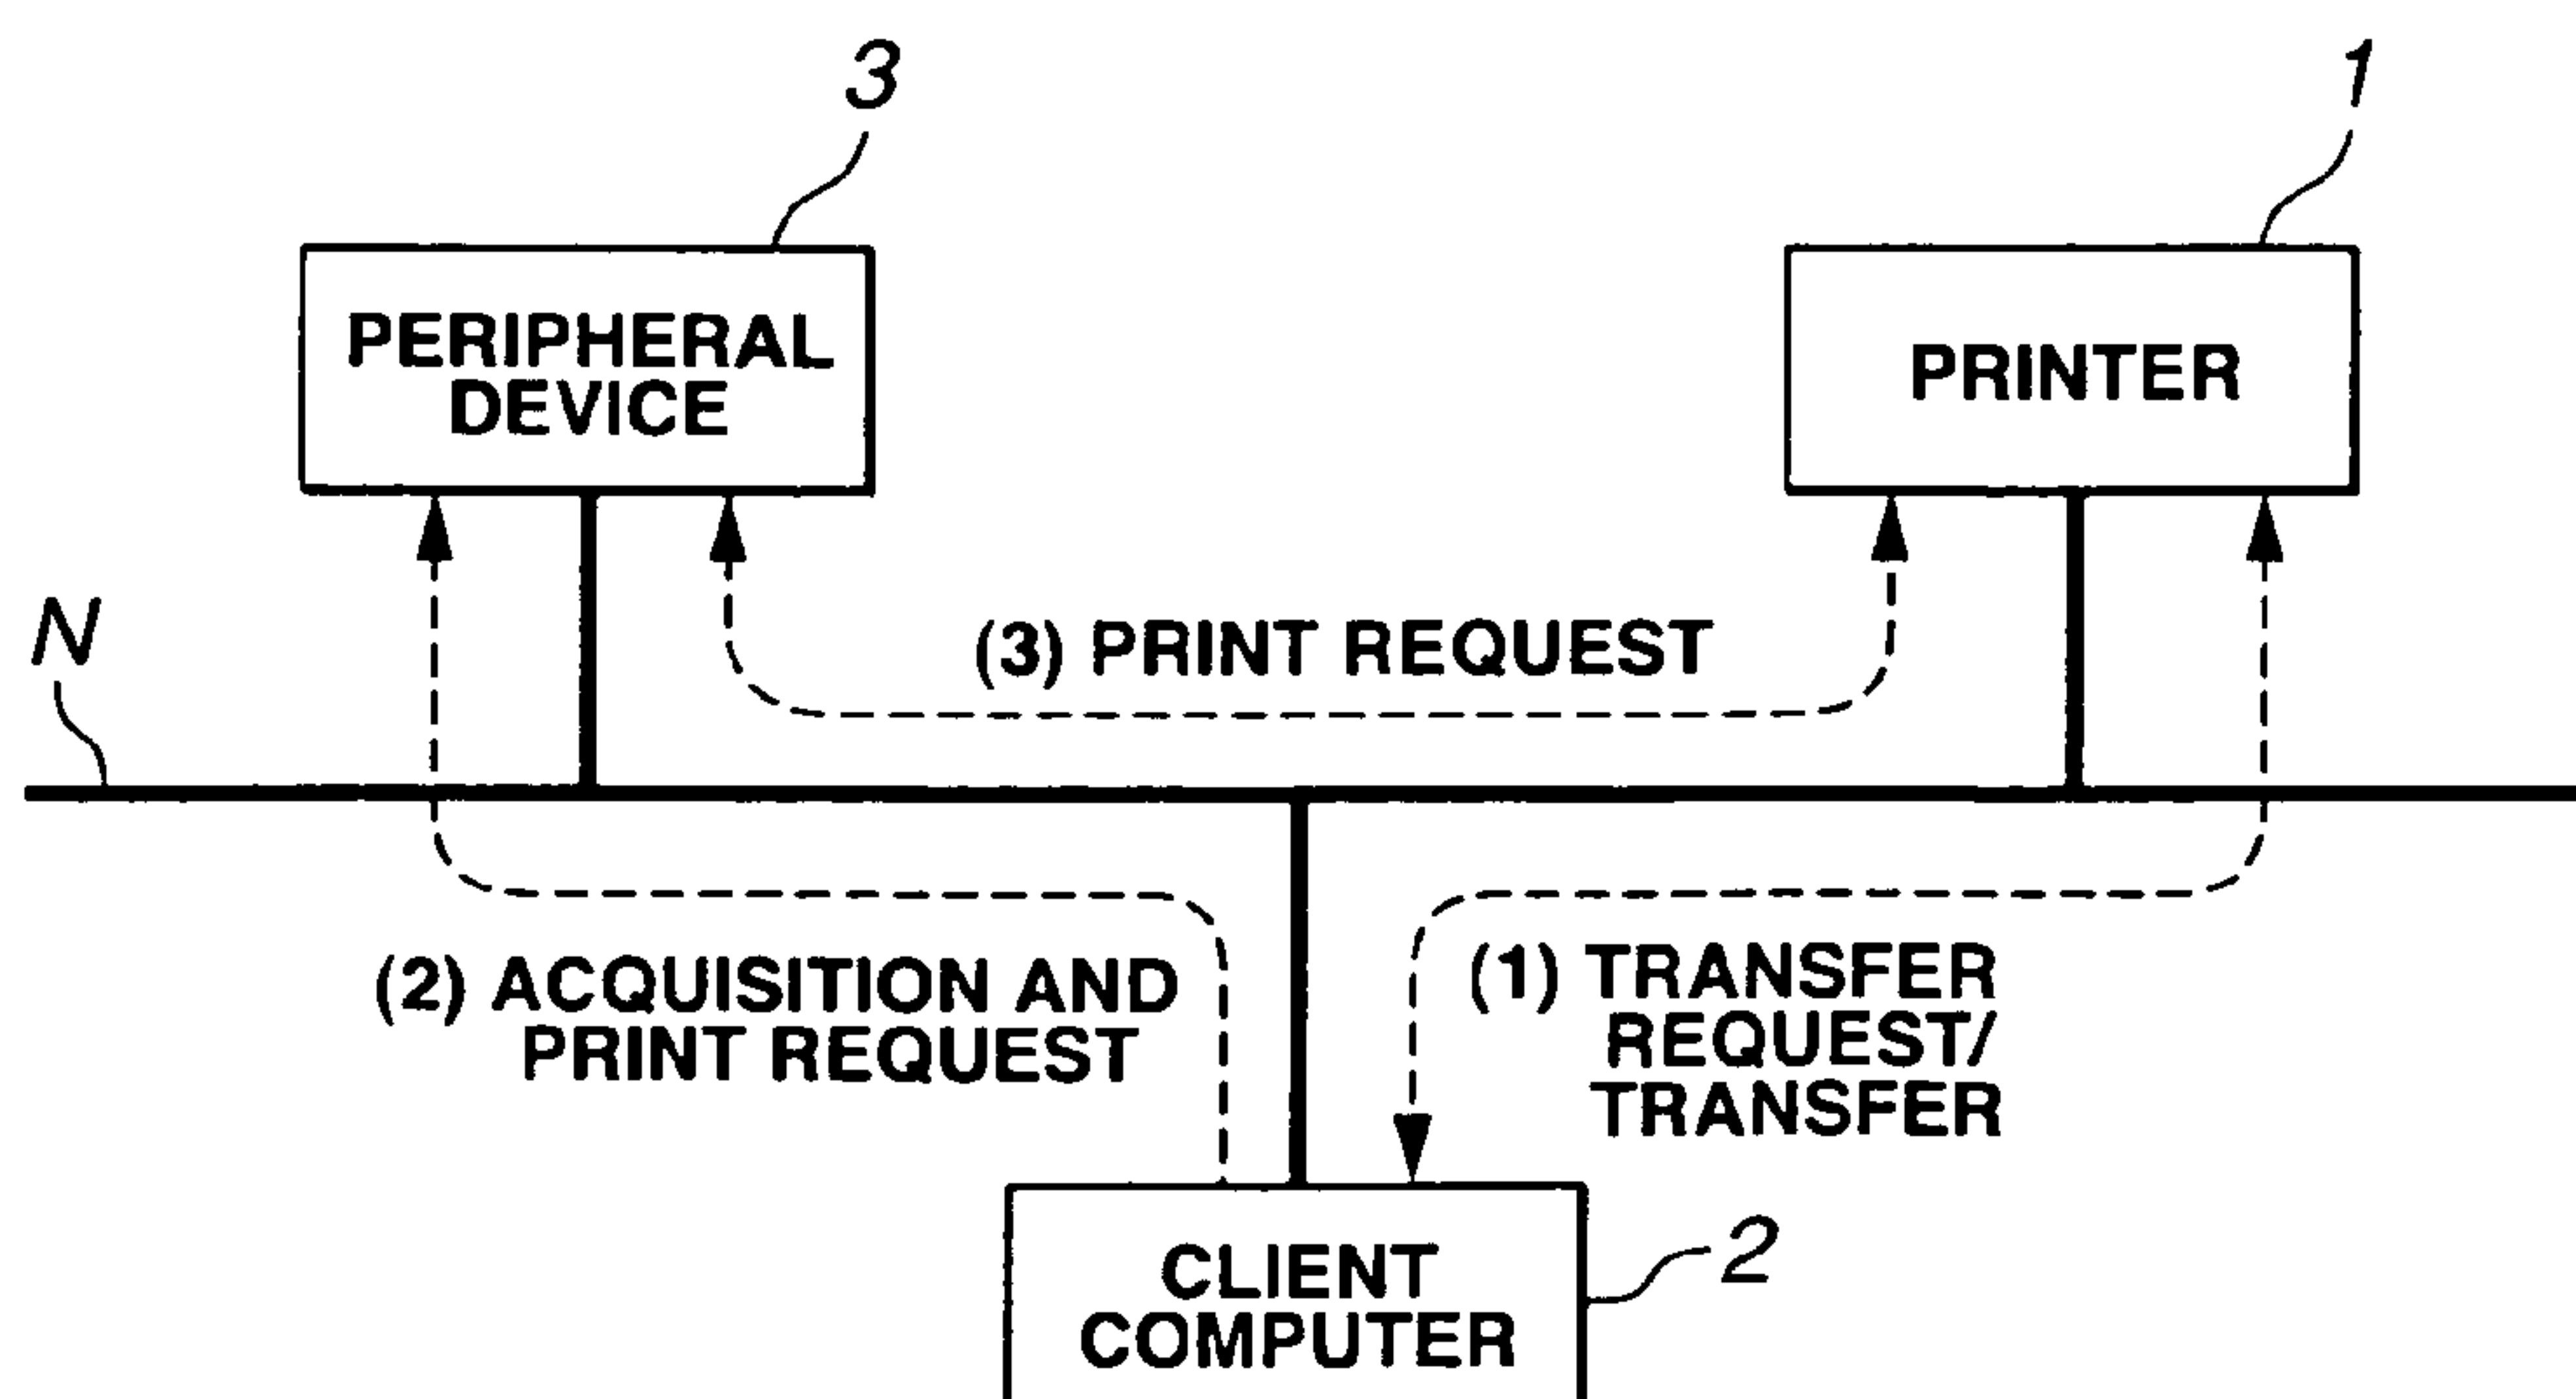 3
1
PERIPHERAL
DEVICE
PRINTER
N
(3) PRINT REQUEST
(2) ACQUISITION AND
PRINT REQUEST
(1) TRANSFER
REQUEST/
TRANSFER
CLIENT
COMPUTER
2